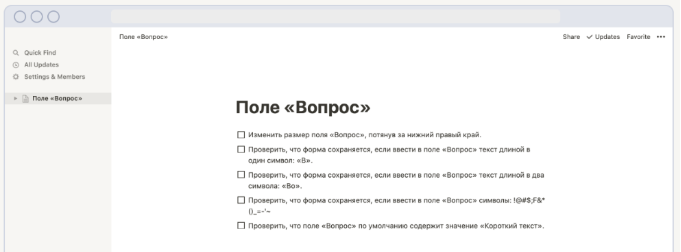 Поле «Вопрос»
Share
Updates
Favorite
Quick Find
All Updates
Settings & Members
Поле «Вопрос»
Поле «Вопрос»
Изменить размер поля «Вопрос», потянув за нижний правый край.
Проверить, что форма сохраняется, если ввести в поле «Вопрос» текст длиной в
один символ: «В».
Проверить, что форма сохраняется, если ввести в поле «Вопрос» текст длиной в два
символа: «Во».
Проверить, что форма сохраняется, если ввести в поле «Вопрос» символы: !@#$;F&*
()_=-'~
Проверить, что поле «Вопрос» по умолчанию содержит значение «Короткий текст».